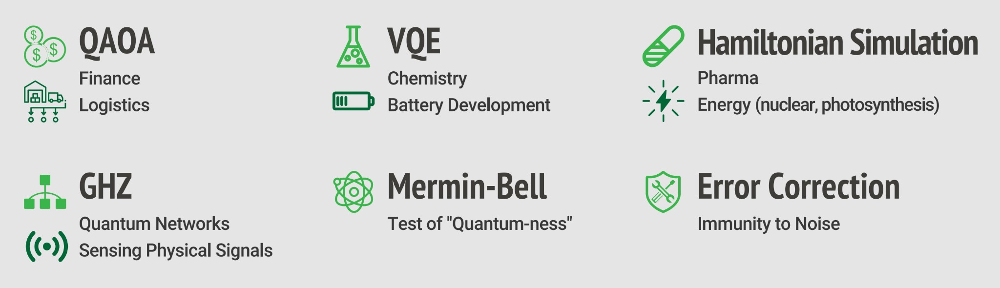 QAOA
Finance
Logistics
VQE
Chemistry
Battery Development
Hamiltonian Simulation
Pharma
Energy (nuclear, photosynthesis)
GHZ
Quantum Networks
Sensing Physical Signals
Mermin-Bell
Test of "Quantum-ness"
Error Correction
Immunity to Noise